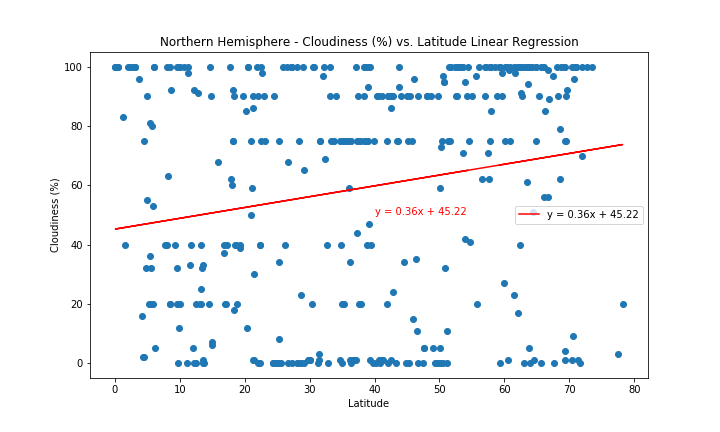 Northern Hemisphere - Cloudiness (%) vs. Latitude Linear Regression
Cloudiness (%)
100
80
60
40
20
0
y = 0.36x + 45.22
y = 0.36x + 45.22
0 10 20 30 40 50 60 70 80
Latitude